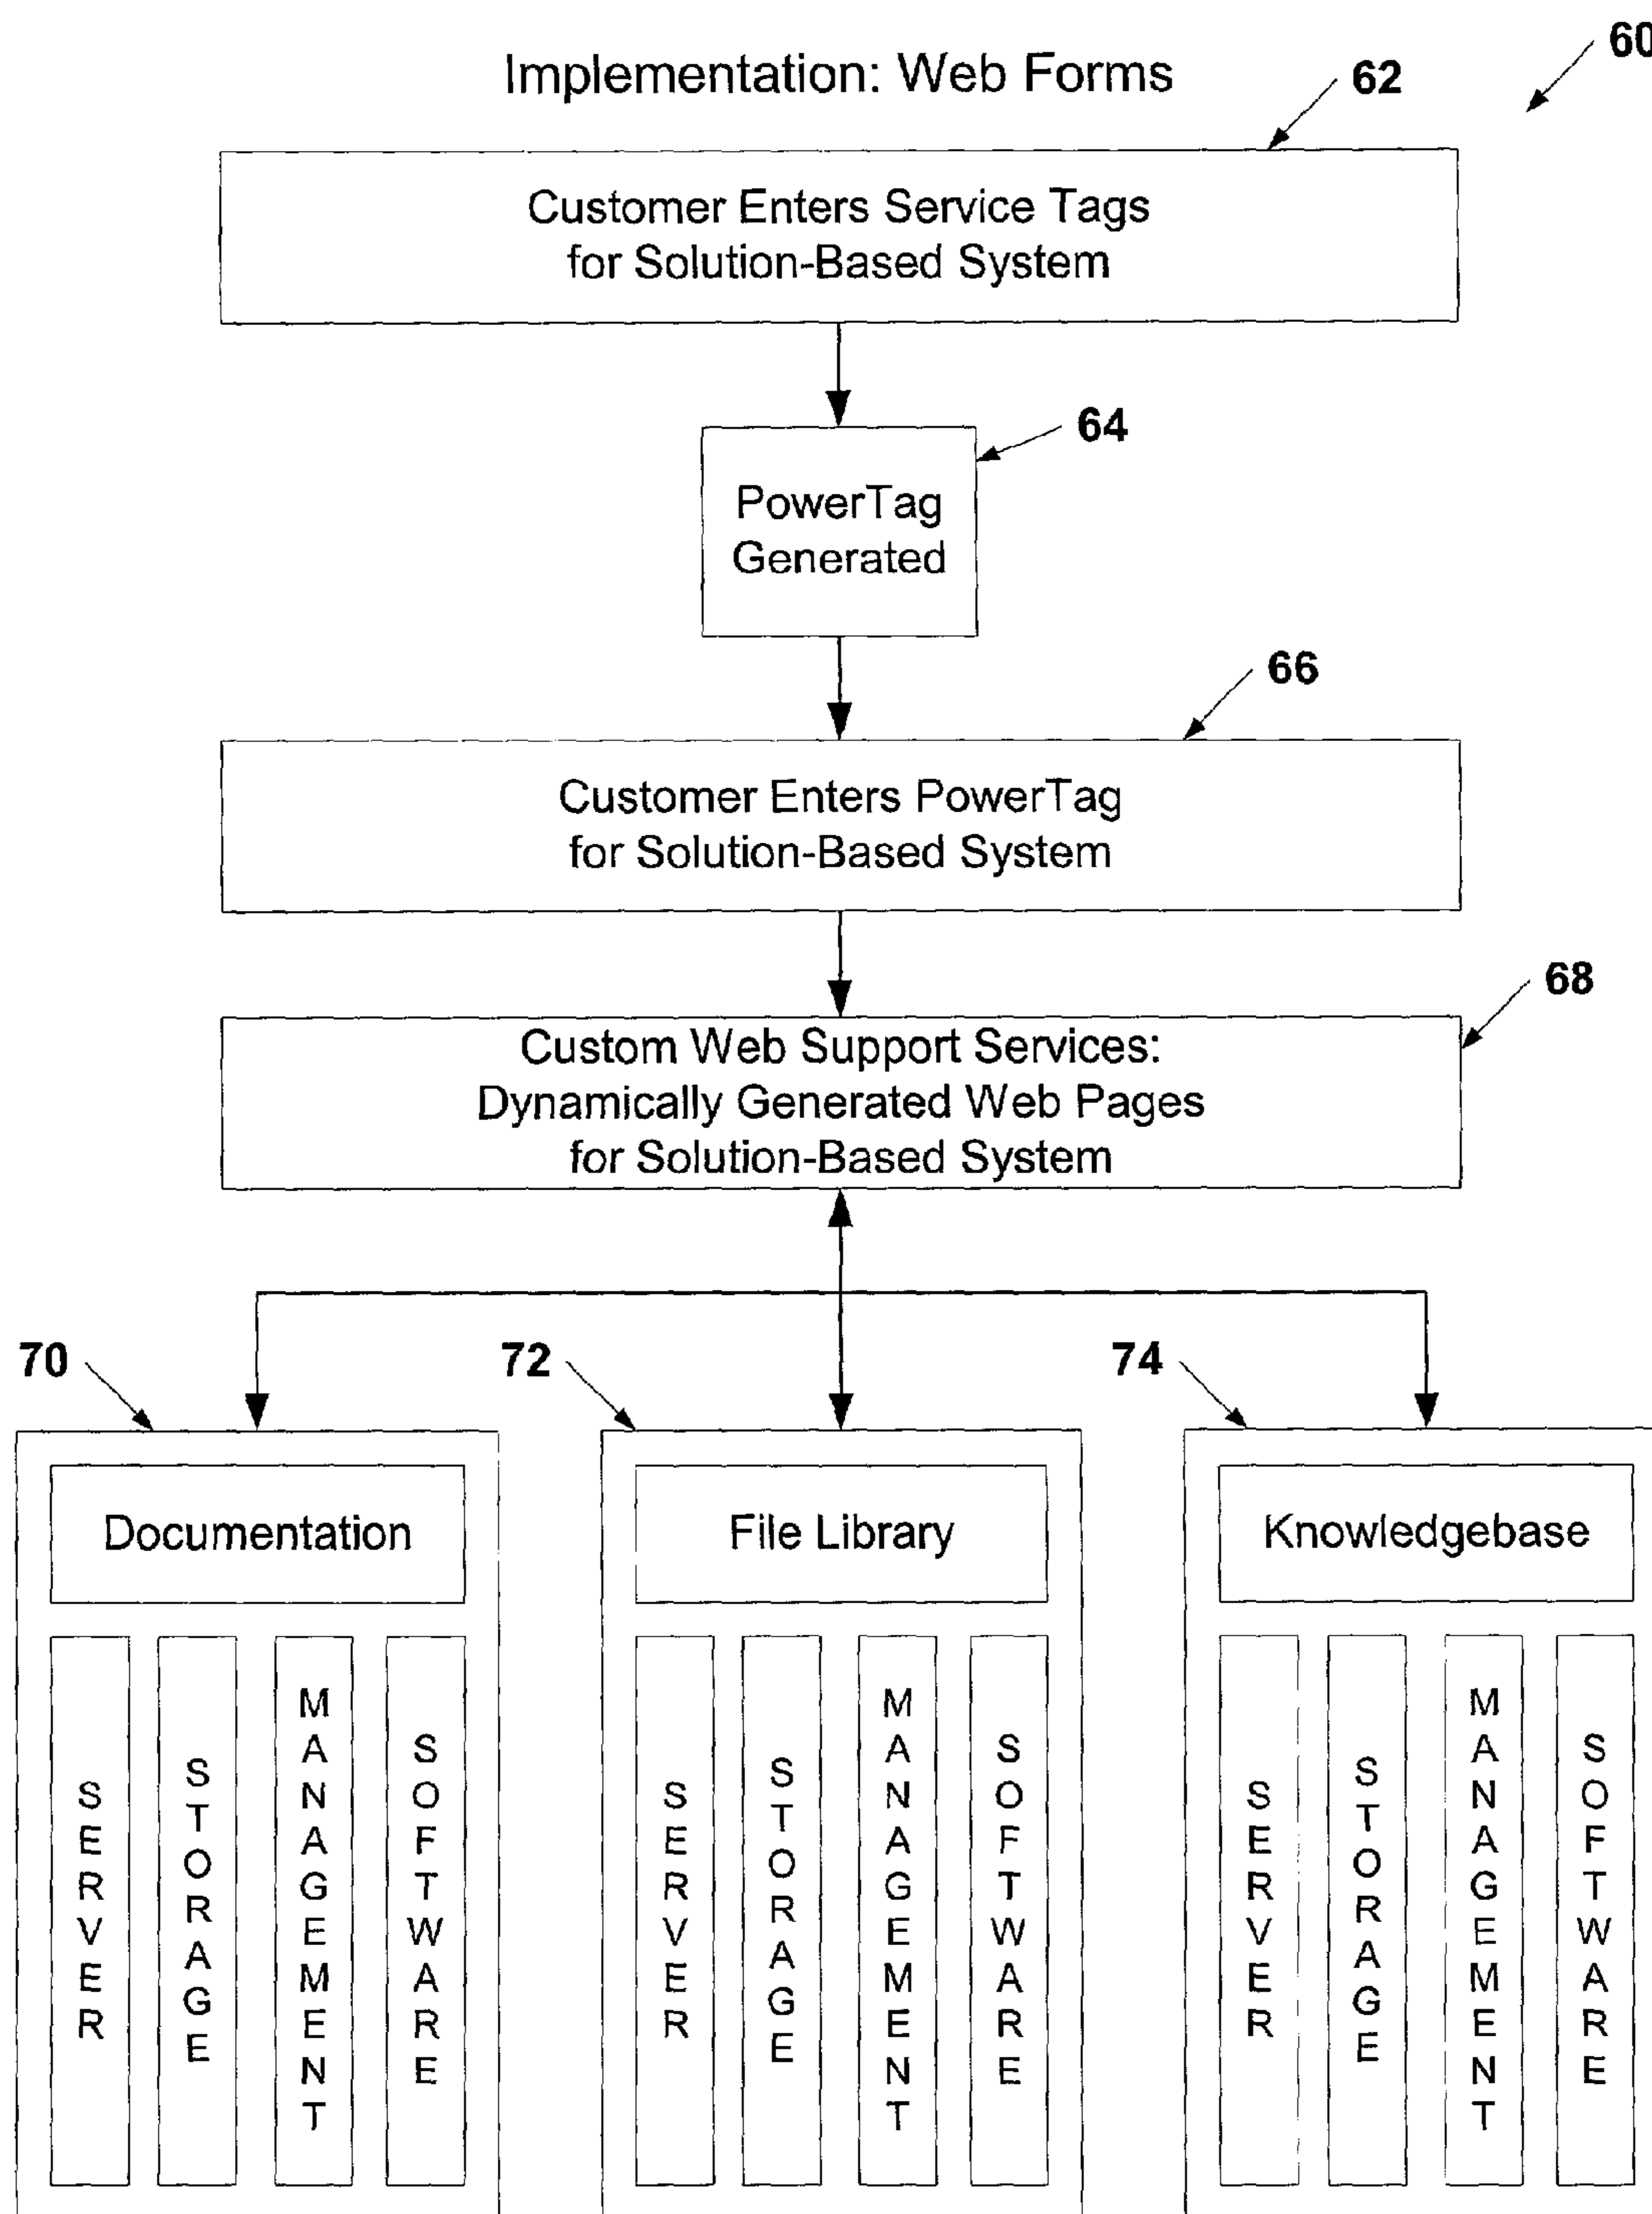 60
Implementation: Web Forms
62
Customer Enters Service Tags
for Solution-Based System
64
PowerTag
Generated
66
Customer Enters PowerTag
for Solution-Based System
68
Custom Web Support Services:
Dynamically Generated Web Pages
for Solution-Based System
70
72
74
Documentation
File Library
Knowledgebase
SERVER
STORAGE
MANAGEMENT
SOFTWARE
SERVER
STORAGE
MANAGEMENT
SOFTWARE
SERVER
STORAGE
MANAGEMENT
SOFTWARE